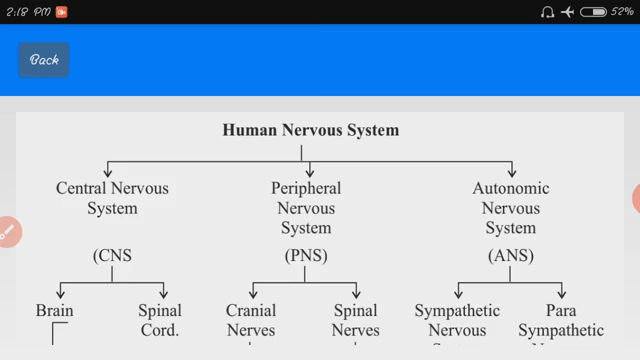 2:18 PM 52%
Back
Human Nervous System
Central Nervous Peripheral Autonomic
System Nervous Nervous
System System
(CNS (PNS) (ANS)
Brain Spinal Cranial Spinal Sympathetic Para
Cord. Nerves Nerves Nervous Sympathetic